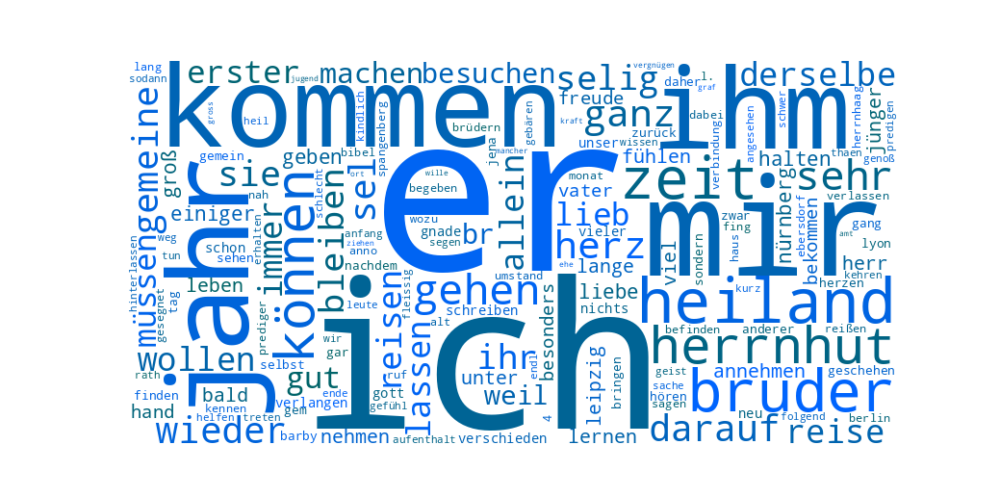 er
ich
kommen
ihm
mir
jahr
zeit
heiland
herrnhut
bruder
sehr
gehen
herz
können
müssen
gemeine
bleiben
lassen
reisen
wieder
darauf
reise
derselbe
selig
ganz
machen
besuchen
erster
sie
immer
sel
allein
br
lieb
gut
ihr
weil
wollen
groß
einiger
leben
bald
hand
nehmen
lernen
leipzig
besonders
unter
lange
liebe
nichts
viel
nürnberg
halten
jünger
herr
bekommen
annehmen
freude
fühlen
vater
vieler
geben
verlangen
schreiben
verschieden
lang
sodann
jugend
gross
heil
kindlich
spangenberg
brüdern
jena
mancher
gebären
vergnügen
daher
l.
graf
dabei
kraft
zurück
unser
wissen
verbindung
angesehen
schwer
herrnhaag
predigen
thaen
genoß
verlassen
gemein
bibel
schlecht
ort
wille
begeben
monat
nah
wozu
gnade
segen
anfang
ziehen
anno
nachdem
erhalten
schon
sehen
weg
tun
hinterlassen
gesegnet
tag
prediger
leute
fleissig
umstand
ehe
alt
wir
gar
selbst
ruf
gott
gefühl
ende
gem
rath
finden
kennen
helfen
treten
barby
aufenthalt
endl
4
bringen
geist
sache
hören
sagen
befinden
anderer
reißen
geschehen
neu
folgend
berlin
kurz
haus
sondern
zwar
fing
ebersdorf
gang
amt
lyon
kehren
herzen